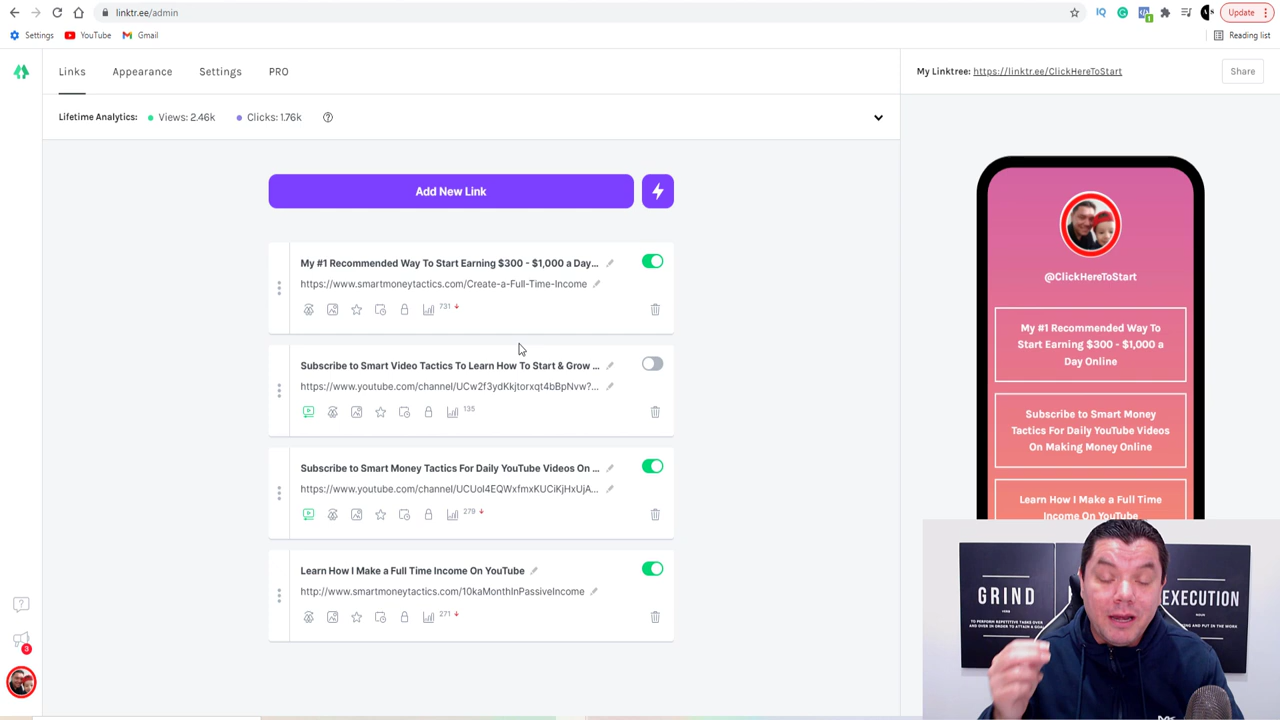 linktr.ee/admin
Update
Settings
YouTube
Gmail
Reading list
Links
Appearance
Settings
PRO
My Linktree: https://linktr.ee/ClickHereToStart
Share
Lifetime Analytics:
Views: 2.46k
Clicks: 1.76k
Add New Link
My #1 Recommended Way To Start Earning $300 - $1,000 a Day...
https://www.smartmoneytactics.com/Create-a-Full-Time-Income
731
Subscribe to Smart Video Tactics To Learn How To Start & Grow ...
https://www.youtube.com/channel/UCw2f3ydKkjtorxqt4bBpNvw?...
135
Subscribe to Smart Money Tactics For Daily YouTube Videos On ...
https://www.youtube.com/channel/UCUol4EQWxfmxKUCiKjHxUjA...
279
Learn How I Make a Full Time Income On YouTube
http://www.smartmoneytactics.com/10kaMonthInPassiveIncome
271
3
@ClickHereToStart
My #1 Recommended Way To
Start Earning $300 - $1,000 a
Day Online
Subscribe to Smart Money
Tactics For Daily YouTube Videos
On Making Money Online
Learn How I Make a Full Time
Income On YouTube
GRIND
EXECUTION